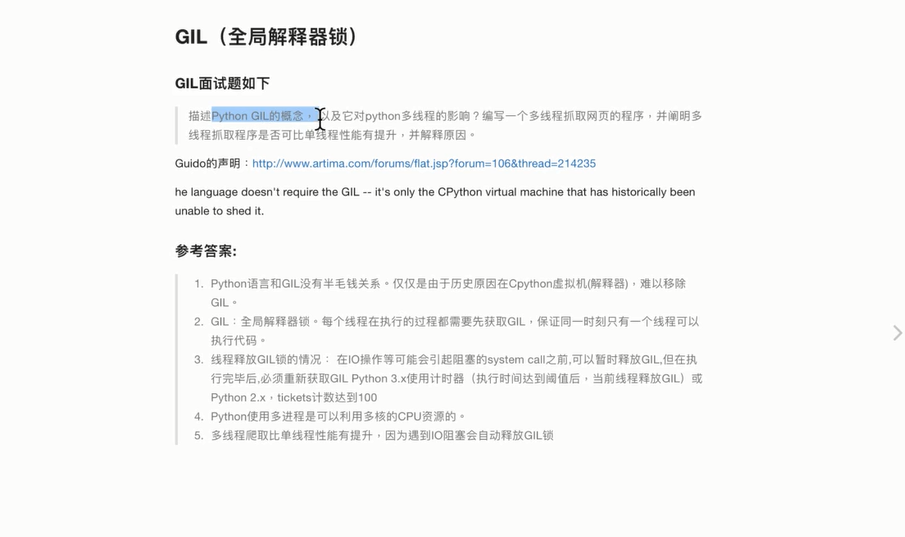 GIL（全局解释器锁）
GIL面试题如下
描述Python GIL的概念，以及它对python多线程的影响？编写一个多线程抓取网页的程序，并阐明多
线程抓取程序是否可比单线程性能有提升，并解释原因。
Guido的声明：http://www.artima.com/forums/flat.jsp?forum=106&thread=214235
he language doesn't require the GIL -- it's only the CPython virtual machine that has historically been
unable to shed it.
参考答案:
1. Python语言和GIL没有半毛钱关系。仅仅是由于历史原因在Cpython虚拟机(解释器)，难以移除
GIL。
2. GIL：全局解释器锁。每个线程在执行的过程都需要先获取GIL，保证同一时刻只有一个线程可以
执行代码。
3. 线程释放GIL锁的情况： 在IO操作等可能会引起阻塞的system call之前,可以暂时释放GIL,但在执
行完毕后,必须重新获取GIL Python 3.x使用计时器（执行时间达到阈值后，当前线程释放GIL）或
Python 2.x，tickets计数达到100
4. Python使用多进程是可以利用多核的CPU资源的。
5. 多线程爬取比单线程性能有提升，因为遇到IO阻塞会自动释放GIL锁